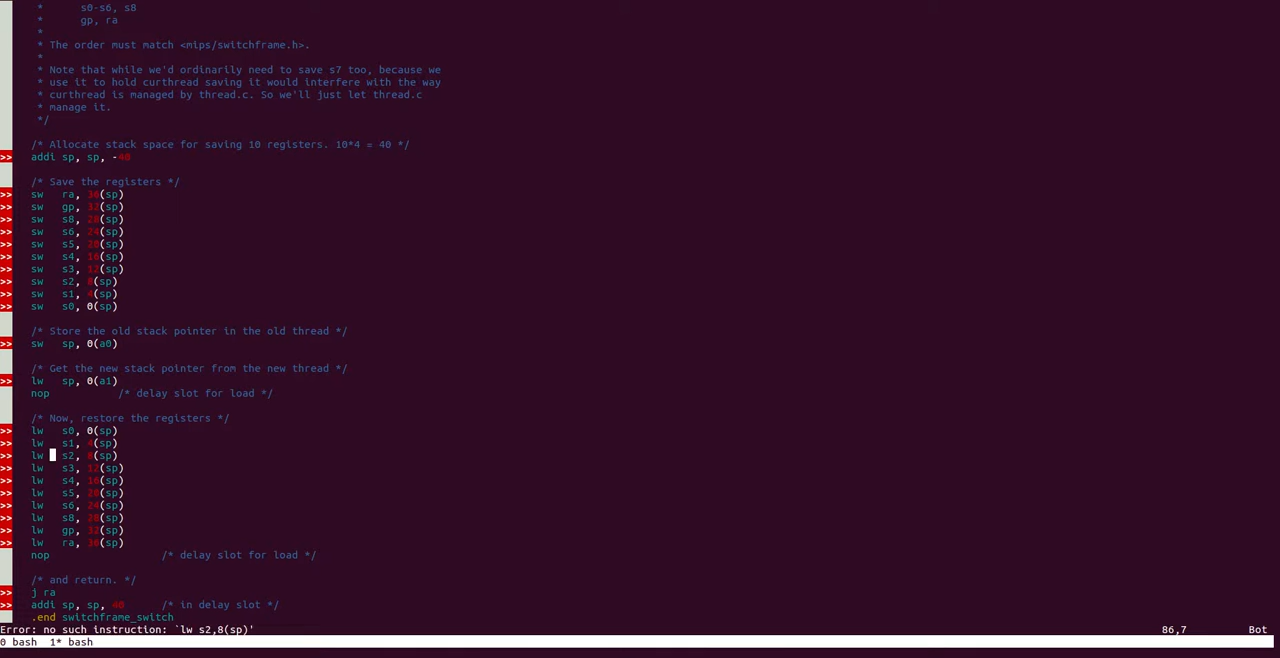 *      s0-s6, s8
*      gp, ra
*
* The order must match <mips/switchframe.h>.
*
* Note that while we'd ordinarily need to save s7 too, because we
* use it to hold curthread saving it would interfere with the way
* curthread is managed by thread.c. So we'll just let thread.c
* manage it.
*/
/* Allocate stack space for saving 10 registers. 10*4 = 40 */
>> addi sp, sp, -40
/* Save the registers */
>> sw   ra, 36(sp)
>> sw   gp, 32(sp)
>> sw   s8, 28(sp)
>> sw   s6, 24(sp)
>> sw   s5, 20(sp)
>> sw   s4, 16(sp)
>> sw   s3, 12(sp)
>> sw   s2, 8(sp)
>> sw   s1, 4(sp)
>> sw   s0, 0(sp)
/* Store the old stack pointer in the old thread */
>> sw   sp, 0(a0)
/* Get the new stack pointer from the new thread */
>> lw   sp, 0(a1)
nop           /* delay slot for load */
/* Now, restore the registers */
>> lw   s0, 0(sp)
>> lw   s1, 4(sp)
>> lw   s2, 8(sp)
>> lw   s3, 12(sp)
>> lw   s4, 16(sp)
>> lw   s5, 20(sp)
>> lw   s6, 24(sp)
>> lw   s8, 28(sp)
>> lw   gp, 32(sp)
>> lw   ra, 36(sp)
nop                  /* delay slot for load */
/* and return. */
>> j ra
>> addi sp, sp, 40      /* in delay slot */
.end switchframe_switch
Error: no such instruction: `lw s2,8(sp)'          86,7          Bot
0 bash  1* bash